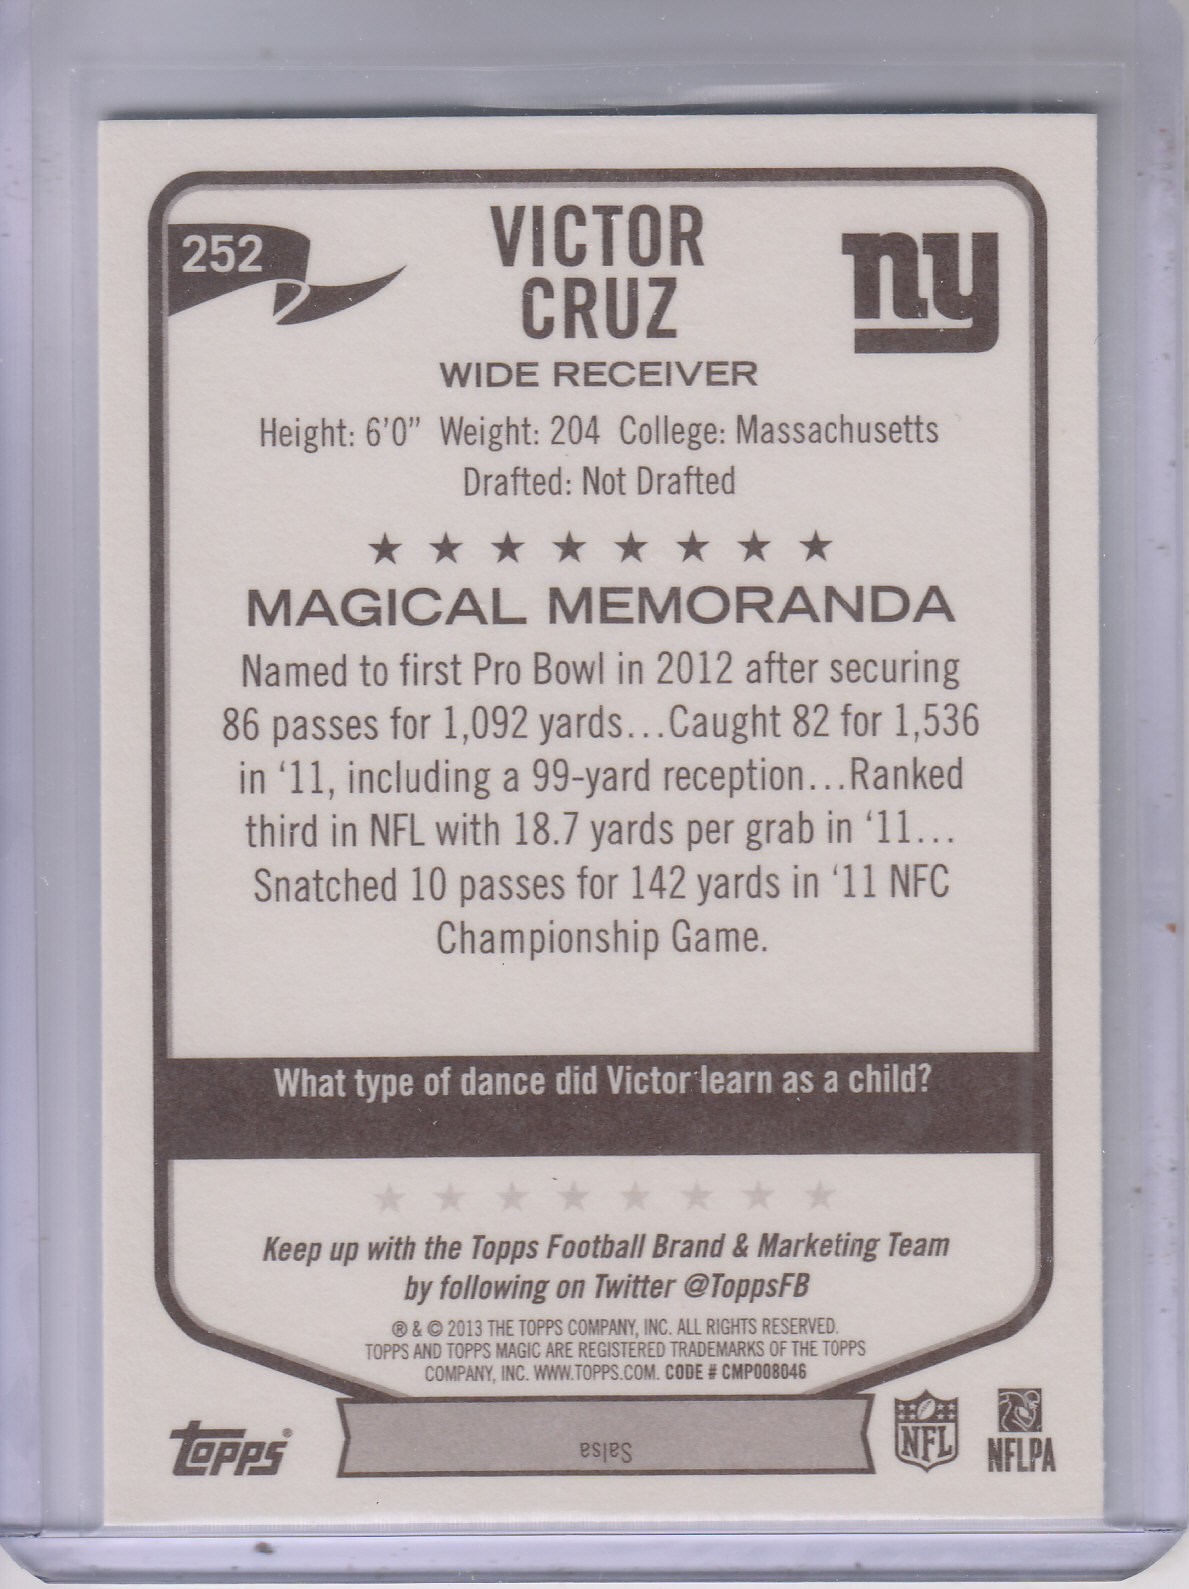 252
VICTOR
CRUZ
ny
WIDE RECEIVER
Height: 6'0” Weight: 204 College: Massachusetts
Drafted: Not Drafted
MAGICAL MEMORANDA
Named to first Pro Bowl in 2012 after securing
86 passes for 1,092 yards...Caught 82 for 1,536
in ‘11, including a 99-yard reception...Ranked
third in NFL with 18.7 yards per grab in ‘11...
Snatched 10 passes for 142 yards in ‘11 NFC
Championship Game.
What type of dance did Victor learn as a child?
Keep up with the Topps Football Brand & Marketing Team
by following on Twitter @ToppsFB
® & © 2013 THE TOPPS COMPANY, INC. ALL RIGHTS RESERVED.
TOPPS AND TOPPS MAGIC ARE REGISTERED TRADEMARKS OF THE TOPPS
COMPANY, INC. WWW.TOPPS.COM. CODE # CMP008046
Topps®
Salsa
NFL
NFLPA